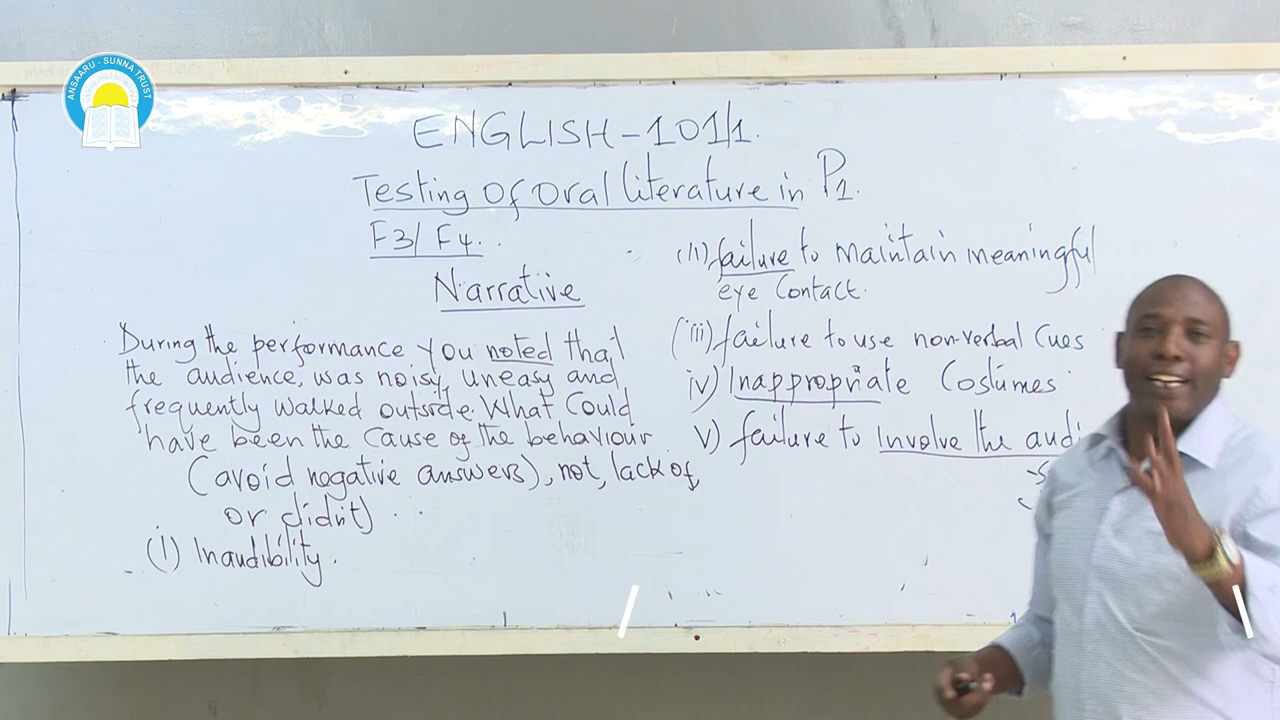 ANSAARU - SUNNA TRUST
ENGLISH-101/1.
Testing Of Oral literature in P1.
F3/ F4.
Narrative
During the performance you noted that
the audience, was noisy, uneasy and
frequently walked outside. What Could
have been the cause of the behaviour
(avoid negative answers), not, lack of,
or didnt)
(i) Inaudibility.
(ii) failure to maintain meaningful
eye Contact.
(iii) failure to use non-verbal Cues
iv) Inappropriate Costumes
v) failure to involve the audi